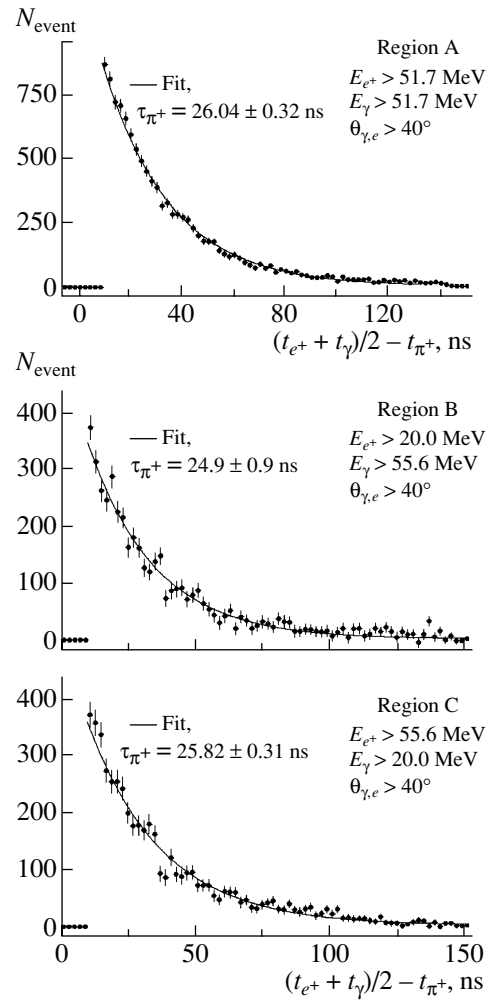 N_event
Region A
E_e⁺ > 51.7 MeV
E_γ > 51.7 MeV
θ_γ,e > 40°
— Fit,
τ_π⁺ = 26.04 ± 0.32 ns
750
500
250
0
0 40 80 120
(t_e⁺ + t_γ)/2 – t_π⁺, ns
N_event
Region B
E_e⁺ > 20.0 MeV
E_γ > 55.6 MeV
θ_γ,e > 40°
— Fit,
τ_π⁺ = 24.9 ± 0.9 ns
400
300
200
100
0
Region C
E_e⁺ > 55.6 MeV
E_γ > 20.0 MeV
θ_γ,e > 40°
— Fit,
τ_π⁺ = 25.82 ± 0.31 ns
400
300
200
100
0
0 50 100 150
(t_e⁺ + t_γ)/2 – t_π⁺, ns